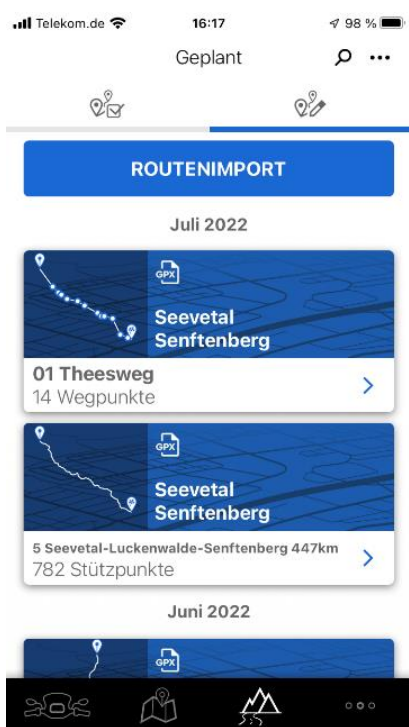 Telekom.de 16:17 98 %
Geplant
ROUTENIMPORT
Juli 2022
GPX
Seevetal
Senftenberg
01 Theesweg
14 Wegpunkte
GPX
Seevetal
Senftenberg
5 Seevetal-Luckenwalde-Senftenberg 447km
782 Stützpunkte
Juni 2022
GPX